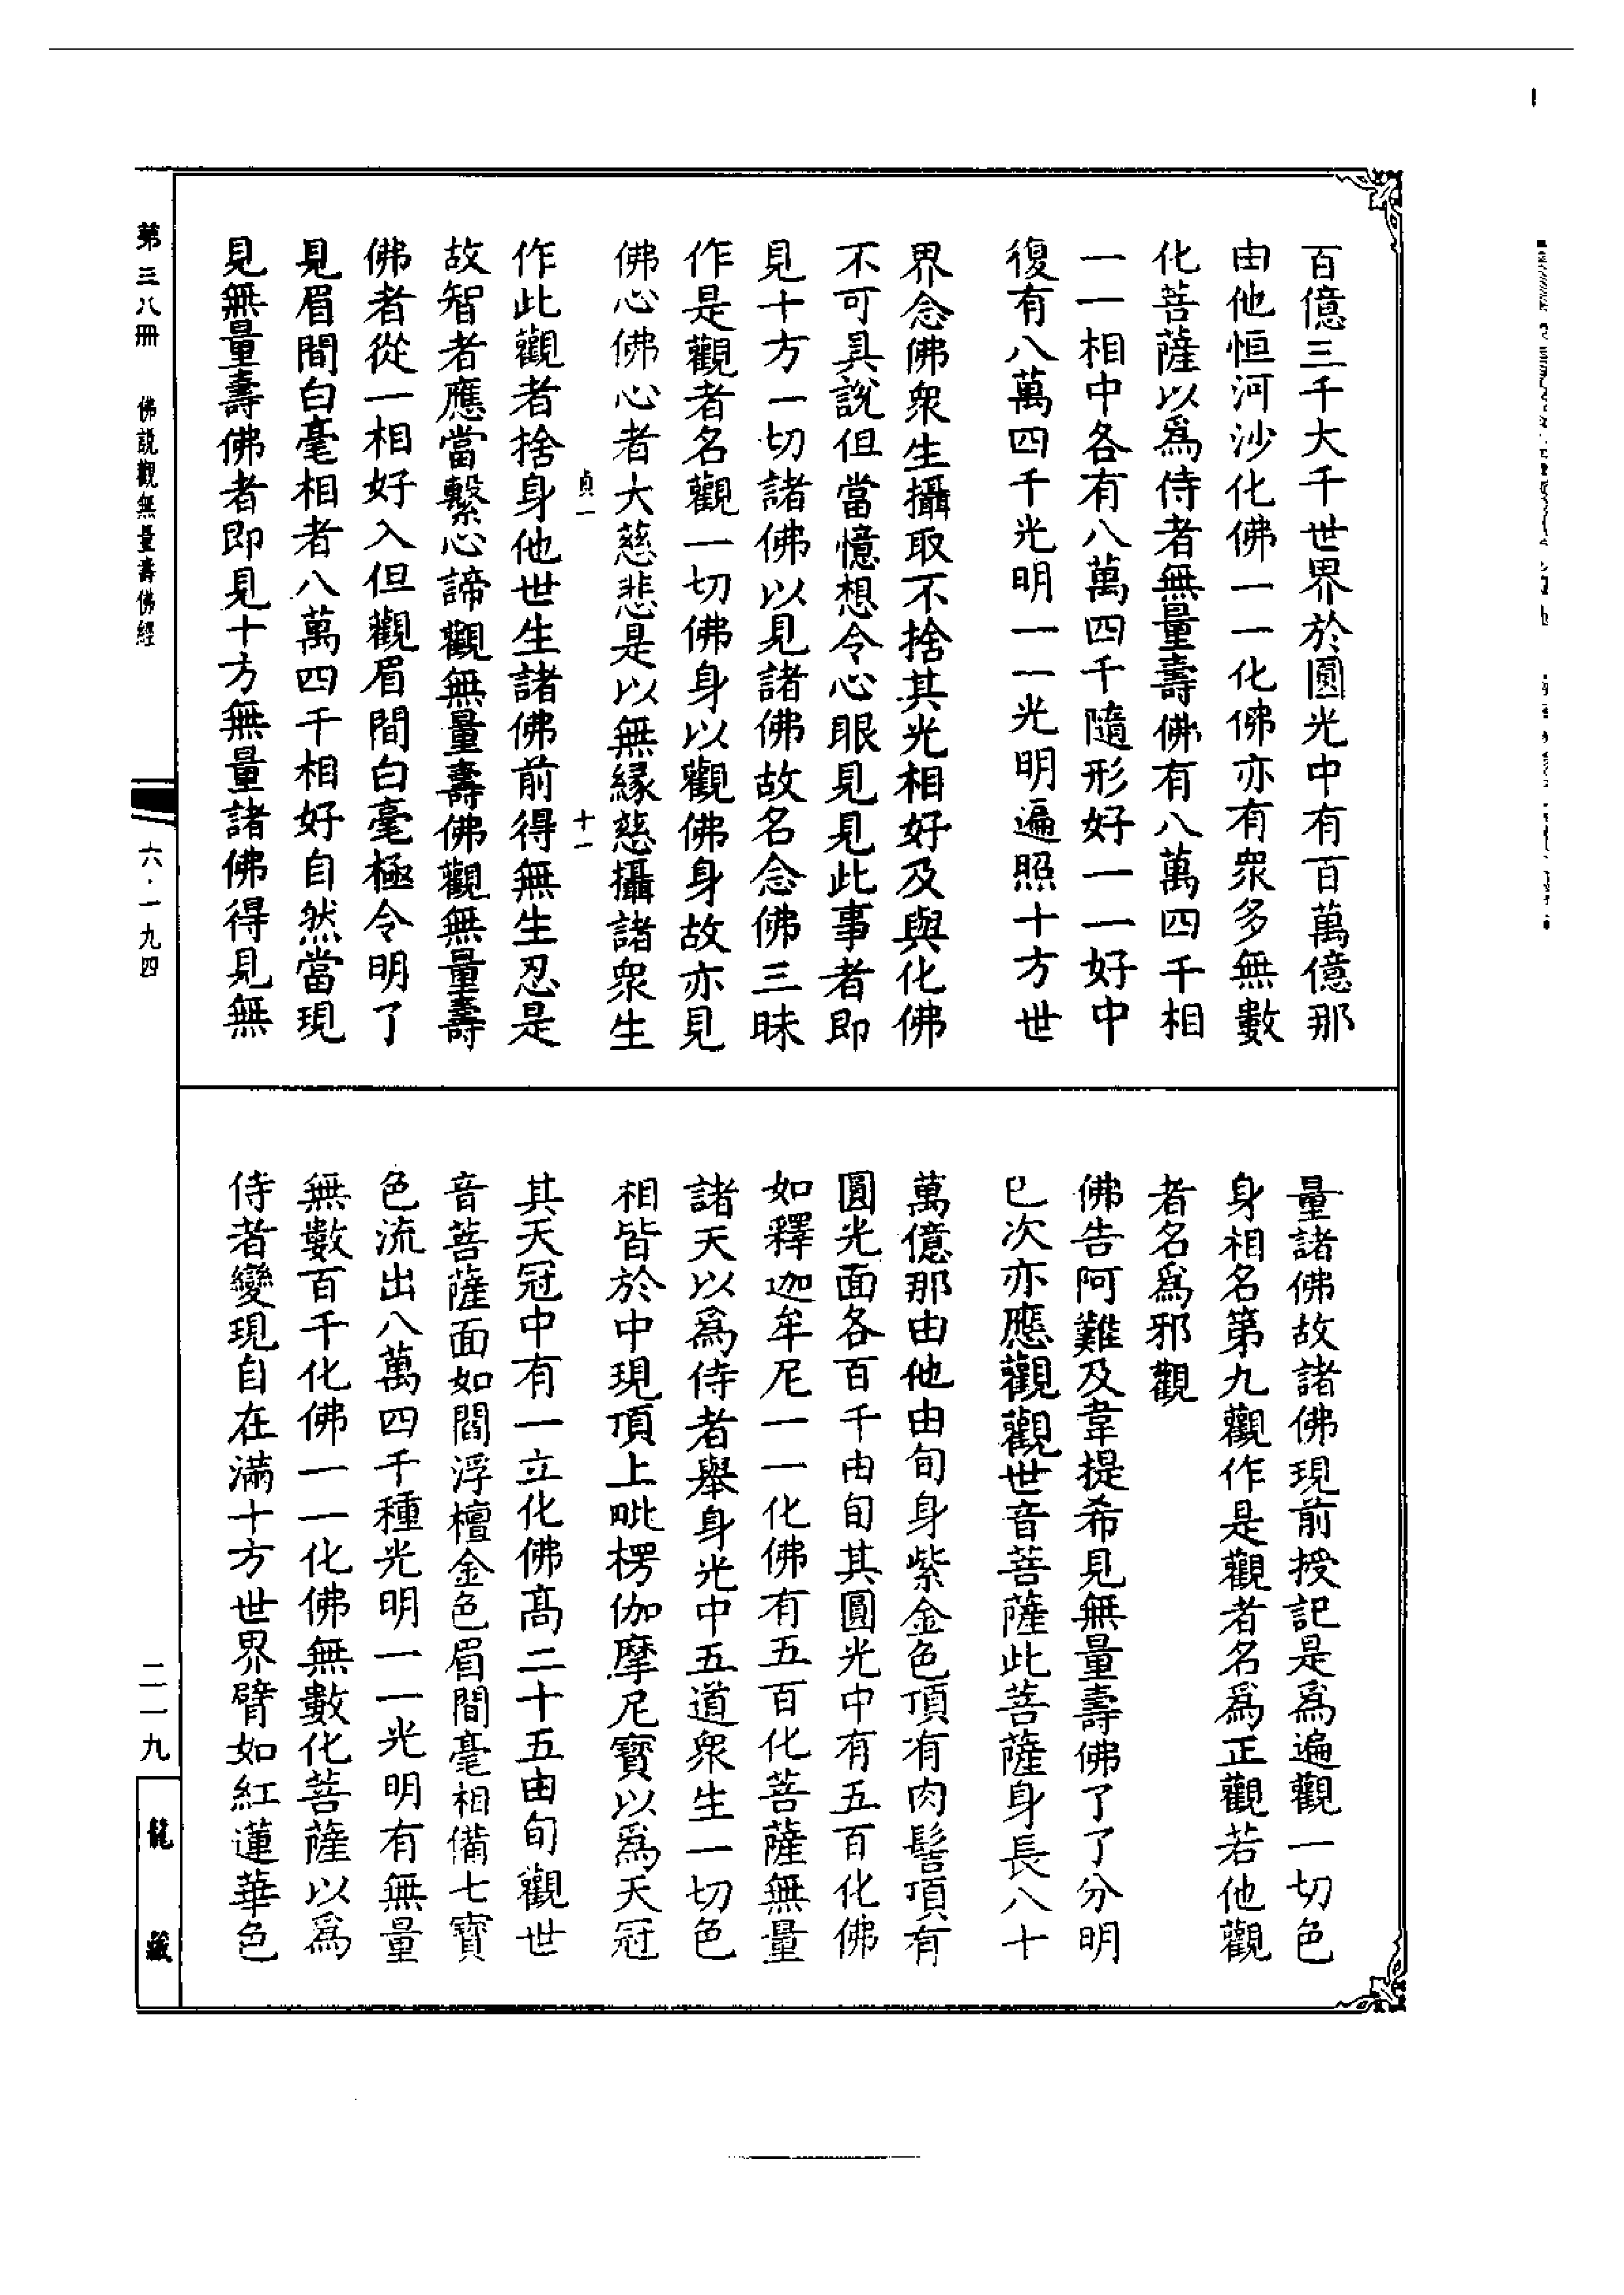 百億三千大千世界於圓光中有百萬億那
由他恒河沙化佛一一化佛亦有衆多無數
化菩薩以爲侍者無量壽佛有八萬四千相
一一相中各有八萬四千隨形好一一好中
復有八萬四千光明一一光明遍照十方世
界念佛衆生攝取不捨其光相好及與化佛
不可具說但當憶想令心眼見見此事者即
見十方一切諸佛以見諸佛故名念佛三昧
作是觀者名觀一切佛身以觀佛身故亦見
佛心佛心者大慈悲是以無緣慈攝諸衆生
貞一 十一
作此觀者捨身他世生諸佛前得無生忍是
故智者應當繫心諦觀無量壽佛觀無量壽
佛者從一相好入但觀眉間白毫極令明了
見眉間白毫相者八萬四千相好自然當現
見無量壽佛者即見十方無量諸佛得見無
量諸佛故諸佛現前授記是爲遍觀一切色
身相名第九觀作是觀者名爲正觀若他觀
者名爲邪觀
佛告阿難及韋提希見無量壽佛了了分明
已次亦應觀觀世音菩薩此菩薩身長八十
萬億那由他由旬身紫金色頂有肉髻項有
圓光面各百千由旬其圓光中有五百化佛
如釋迦牟尼一一化佛有五百化菩薩無量
諸天以爲侍者舉身光中五道衆生一切色
相皆於中現頂上毗楞伽摩尼寶以爲天冠
其天冠中有一立化佛高二十五由旬觀世
音菩薩面如閻浮檀金色眉間毫相備七寶
色流出八萬四千種光明一一光明有無量
無數百千化佛一一化佛無數化菩薩以爲
侍者變現自在滿十方世界臂如紅蓮華色
第三八冊 佛說觀無量壽佛經
六·一九四
二一九
龍藏